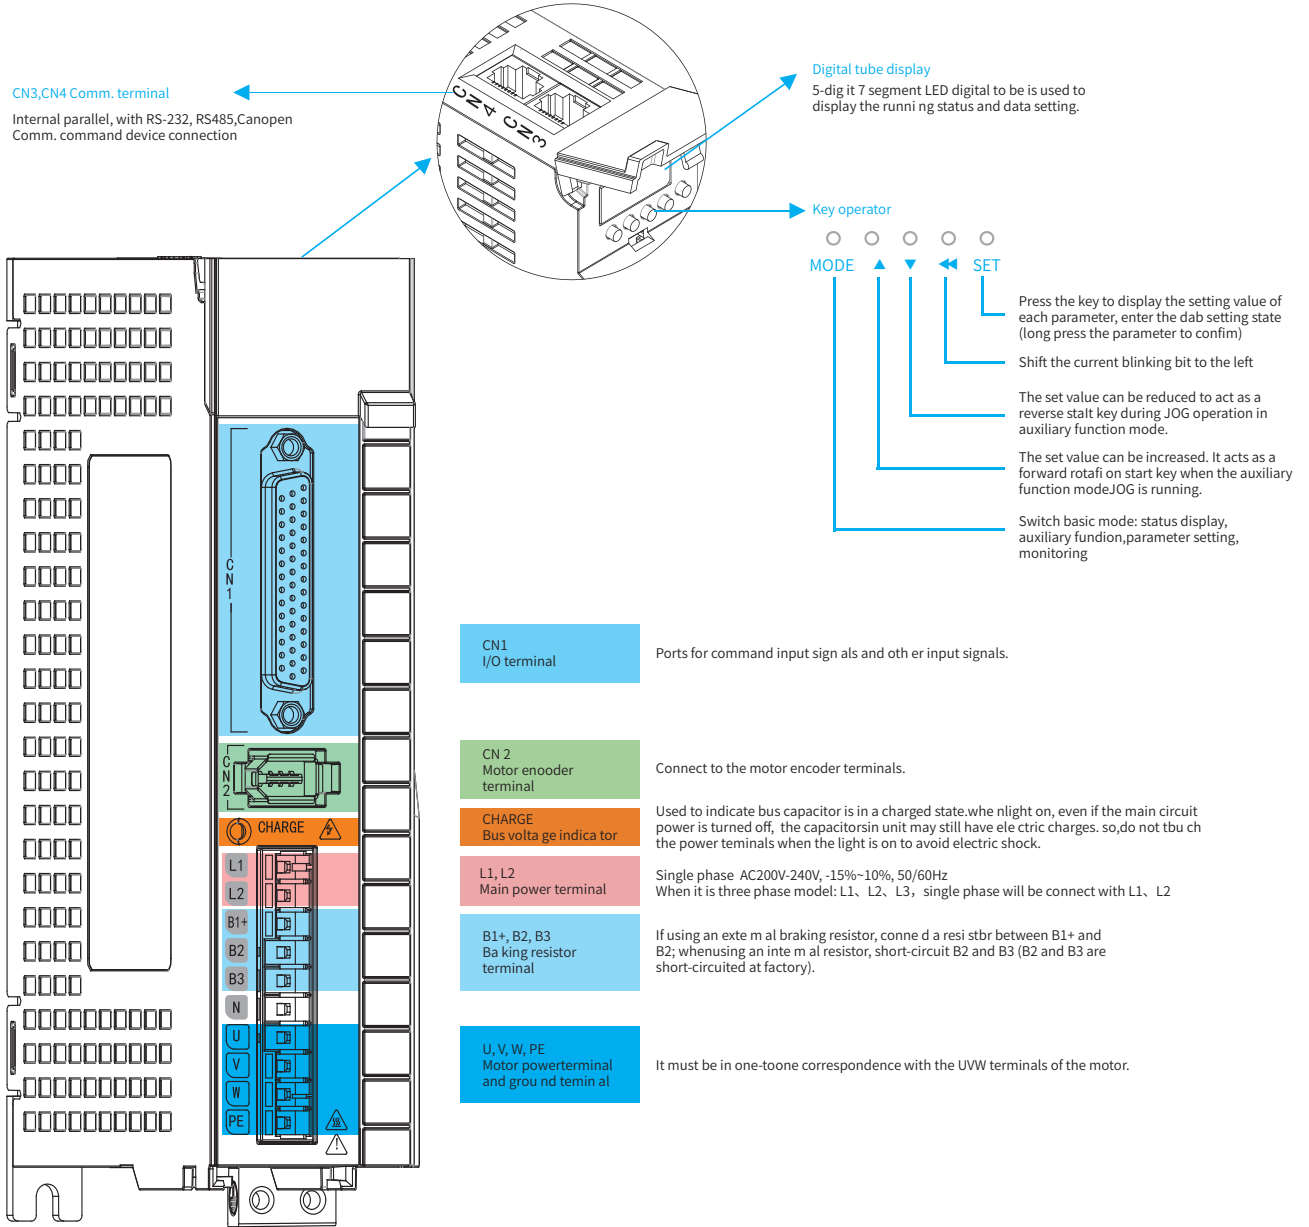 CN3,CN4 Comm. terminal
Internal parallel, with RS-232, RS485,Canopen
Comm. command device connection
CN4
CN3
Digital tube display
5-dig it 7 segment LED digital to be is used to
display the runni ng status and data setting.
Key operator
MODE ▲ ▼ ◀◀ SET
Press the key to display the setting value of
each parameter, enter the dab setting state
(long press the parameter to confim)
Shift the current blinking bit to the left
The set value can be reduced to act as a
reverse stalt key during JOG operation in
auxiliary function mode.
The set value can be increased. It acts as a
forward rotafi on start key when the auxiliary
function modeJOG is running.
Switch basic mode: status display,
auxiliary fundion,parameter setting,
monitoring
CN1
CN2
CHARGE
L1
L2
B1+
B2
B3
N
U
V
W
PE
CN1
I/O terminal
Ports for command input sign als and oth er input signals.
CN 2
Motor enooder
terminal
Connect to the motor encoder terminals.
CHARGE
Bus volta ge indica tor
Used to indicate bus capacitor is in a charged state.whe nlight on, even if the main circuit
power is turned off,  the capacitorsin unit may still have ele ctric charges. so,do not tbu ch
the power teminals when the light is on to avoid electric shock.
L1, L2
Main power terminal
Single phase  AC200V-240V, -15%~10%, 50/60Hz
When it is three phase model: L1、L2、L3，single phase will be connect with L1、L2
B1+, B2, B3
Ba king resistor
terminal
If using an exte m al braking resistor, conne d a resi stbr between B1+ and
B2; whenusing an inte m al resistor, short-circuit B2 and B3 (B2 and B3 are
short-circuited at factory).
U, V, W, PE
Motor powerterminal
and grou nd temin al
It must be in one-toone correspondence with the UVW terminals of the motor.